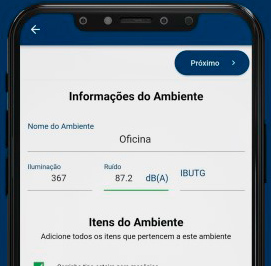 Próximo
Informações do Ambiente
Nome do Ambiente
Oficina
Iluminação
367
Ruído
87.2 dB(A)
IBUTG
Itens do Ambiente
Adicione todos os itens que pertencem a este ambiente